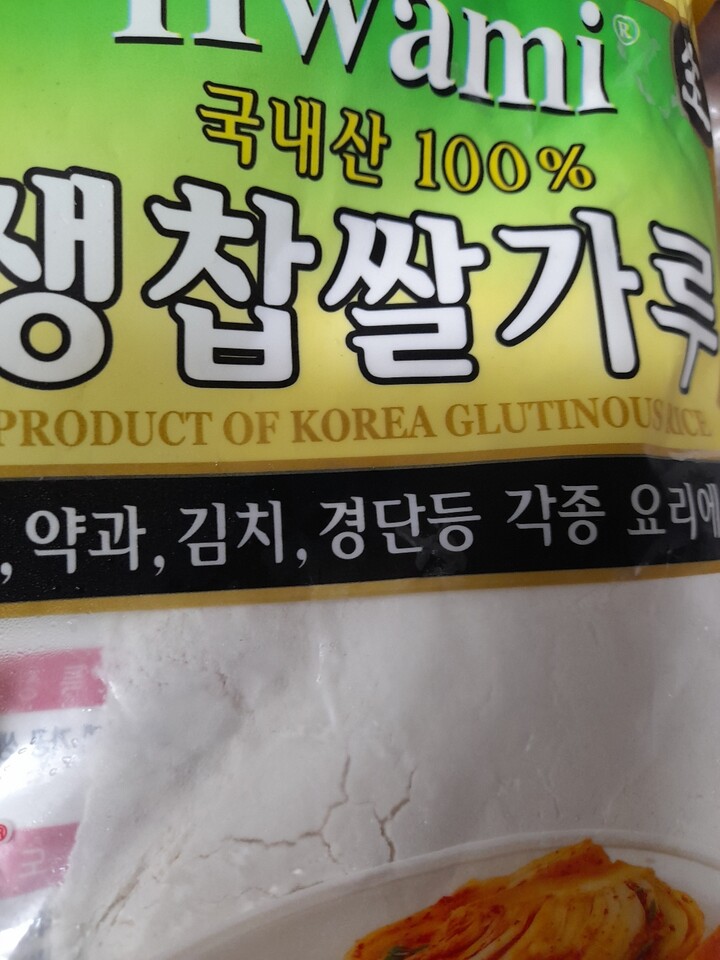 Hwami®
국내산 100%
생찹쌀가루
PRODUCT OF KOREA GLUTINOUS RICE
, 약과, 김치, 경단등 각종 요리에